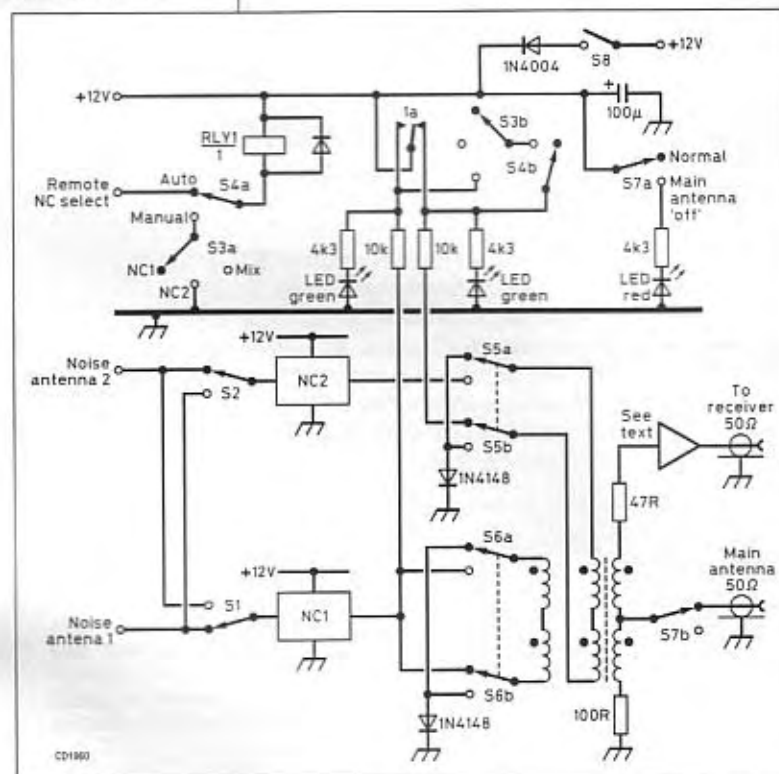 1N4004
S8
+12V
+12V
1a
S3b
+
100µ
RLY1
1
S4b
Normal
Remote
NC select
Auto
S4a
S7a
Main
antenna
'off'
Manual
S3a
NC1
Mix
NC2
4k3
10k
10k
4k3
4k3
LED
green
LED
green
LED
red
+12V
Noise
antenna 2
S2
NC2
S5a
To
receiver
50Ω
See
text
S5b
1N4148
47R
S6a
Main
antenna
50Ω
+12V
S1
NC1
Noise
antena 1
S7b
S6b
1N4148
100R
CD1960